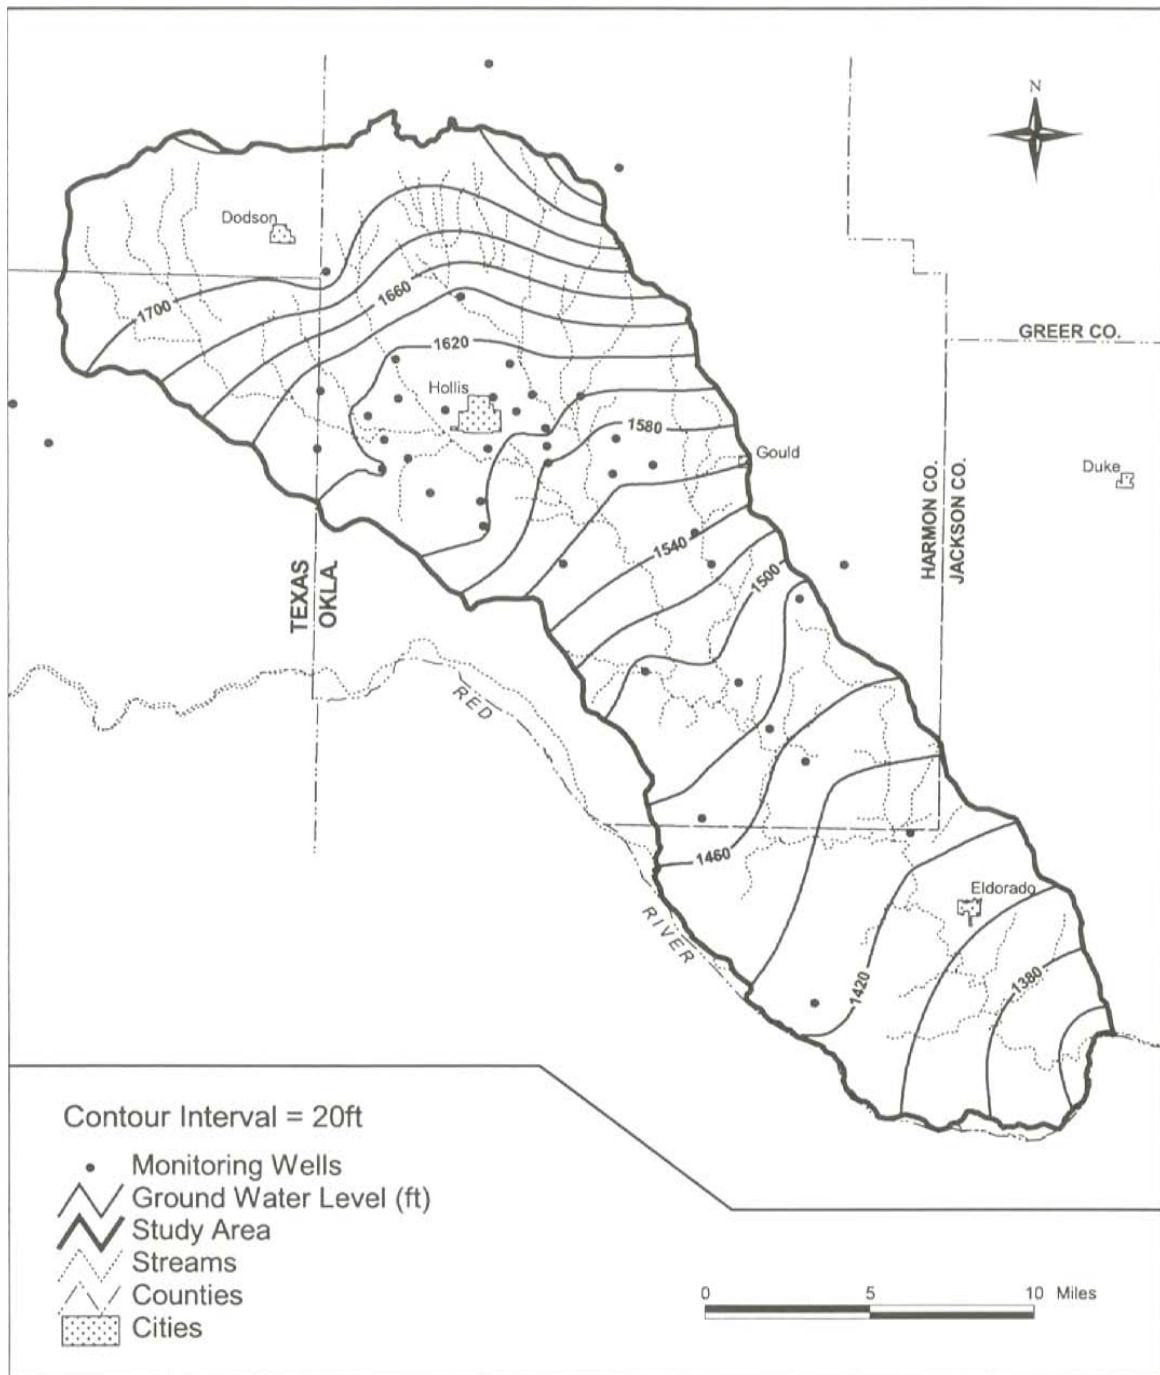 N
Dodson
1700
1660
GREER CO.
1620
Hollis
1580
Gould
Duke
HARMON CO.
JACKSON CO.
1540
1500
TEXAS
OKLA.
RED
1460
Eldorado
RIVER
1420
1380
Contour Interval = 20ft
Monitoring Wells
Ground Water Level (ft)
Study Area
Streams
Counties
Cities
0 5 10 Miles